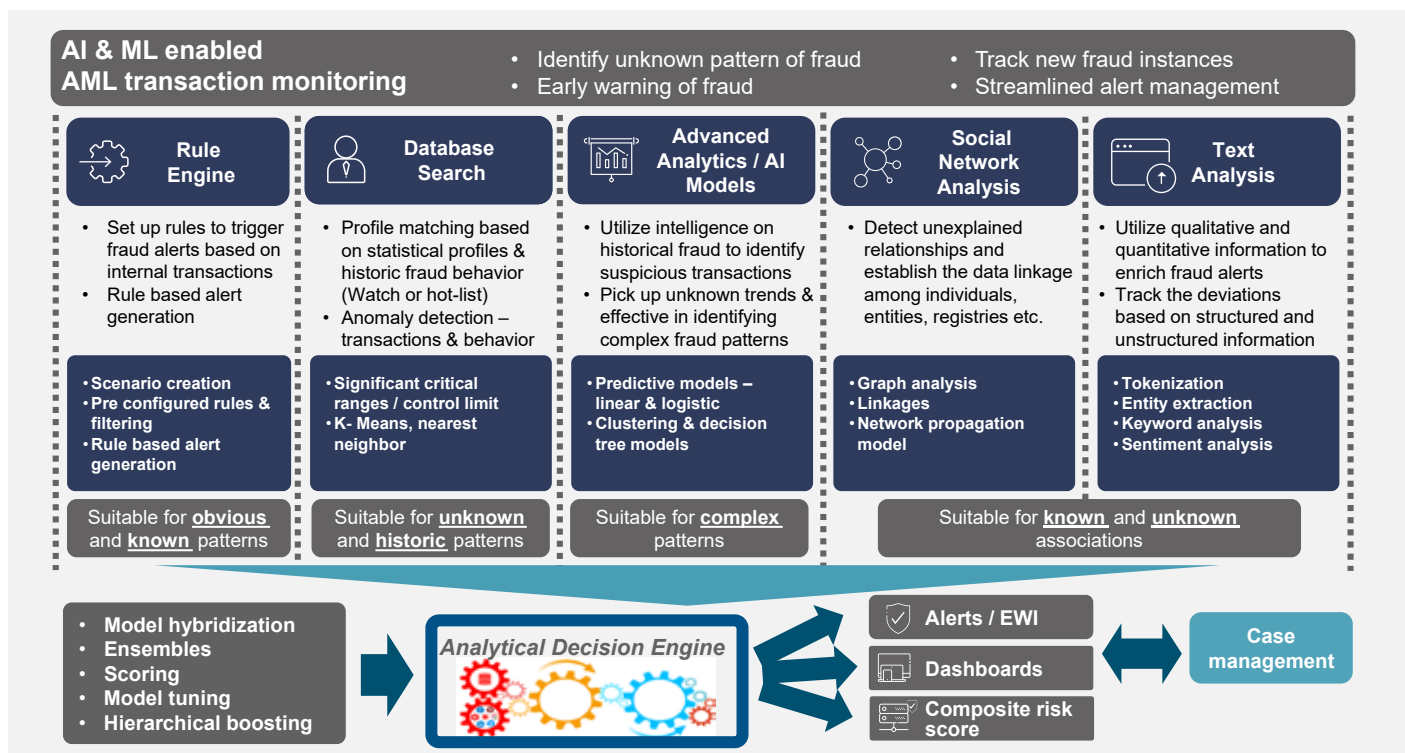 AI & ML enabled
AML transaction monitoring
• Identify unknown pattern of fraud
• Early warning of fraud
• Track new fraud instances
• Streamlined alert management
Rule
Engine
• Set up rules to trigger
fraud alerts based on
internal transactions
• Rule based alert
generation
• Scenario creation
• Pre configured rules &
filtering
• Rule based alert
generation
Suitable for obvious
and known patterns
Database
Search
• Profile matching based
on statistical profiles &
historic fraud behavior
(Watch or hot-list)
• Anomaly detection –
transactions & behavior
• Significant critical
ranges / control limit
• K- Means, nearest
neighbor
Suitable for unknown
and historic patterns
Advanced
Analytics / AI
Models
• Utilize intelligence on
historical fraud to identify
suspicious transactions
• Pick up unknown trends &
effective in identifying
complex fraud patterns
• Predictive models –
linear & logistic
• Clustering & decision
tree models
Suitable for complex
patterns
Social
Network
Analysis
• Detect unexplained
relationships and
establish the data linkage
among individuals,
entities, registries etc.
• Graph analysis
• Linkages
• Network propagation
model
Text
Analysis
• Utilize qualitative and
quantitative information to
enrich fraud alerts
• Track the deviations
based on structured and
unstructured information
• Tokenization
• Entity extraction
• Keyword analysis
• Sentiment analysis
Suitable for known and unknown
associations
• Model hybridization
• Ensembles
• Scoring
• Model tuning
• Hierarchical boosting
Analytical Decision Engine
Alerts / EWI
Dashboards
Composite risk
score
Case
management